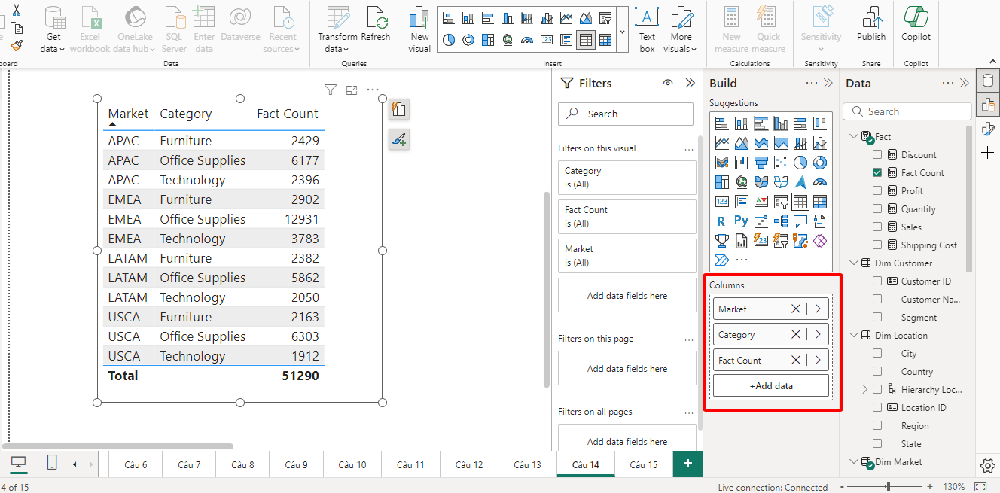 Get data
Excel workbook
OneLake data hub
SQL Server
Enter data
Dataverse
Recent sources
Transform data
Refresh
New visual
Text box
More visuals
New measure
Quick measure
Sensitivity
Publish
Copilot
Data
Queries
Insert
Calculations
Sensitivity
Share
Copilot
Market Category Fact Count
APAC Furniture 2429
APAC Office Supplies 6177
APAC Technology 2396
EMEA Furniture 2902
EMEA Office Supplies 12931
EMEA Technology 3783
LATAM Furniture 2382
LATAM Office Supplies 5862
LATAM Technology 2050
USCA Furniture 2163
USCA Office Supplies 6303
USCA Technology 1912
Total 51290
Filters
Search
Filters on this visual
Category
is (All)
Fact Count
is (All)
Market
is (All)
Add data fields here
Filters on this page
Add data fields here
Filters on all pages
Add data fields here
Build
Suggestions
123
R Py
123
Columns
Market
Category
Fact Count
+Add data
Data
Search
Fact
Discount
Fact Count
Profit
Quantity
Sales
Shipping Cost
Dim Customer
Customer ID
Customer Na...
Segment
Dim Location
City
Country
Hierarchy Loc...
Location ID
Region
State
Dim Market
Câu 6
Câu 7
Câu 8
Câu 9
Câu 10
Câu 11
Câu 12
Câu 13
Câu 14
Câu 15
4 of 15
Live connection: Connected
130%